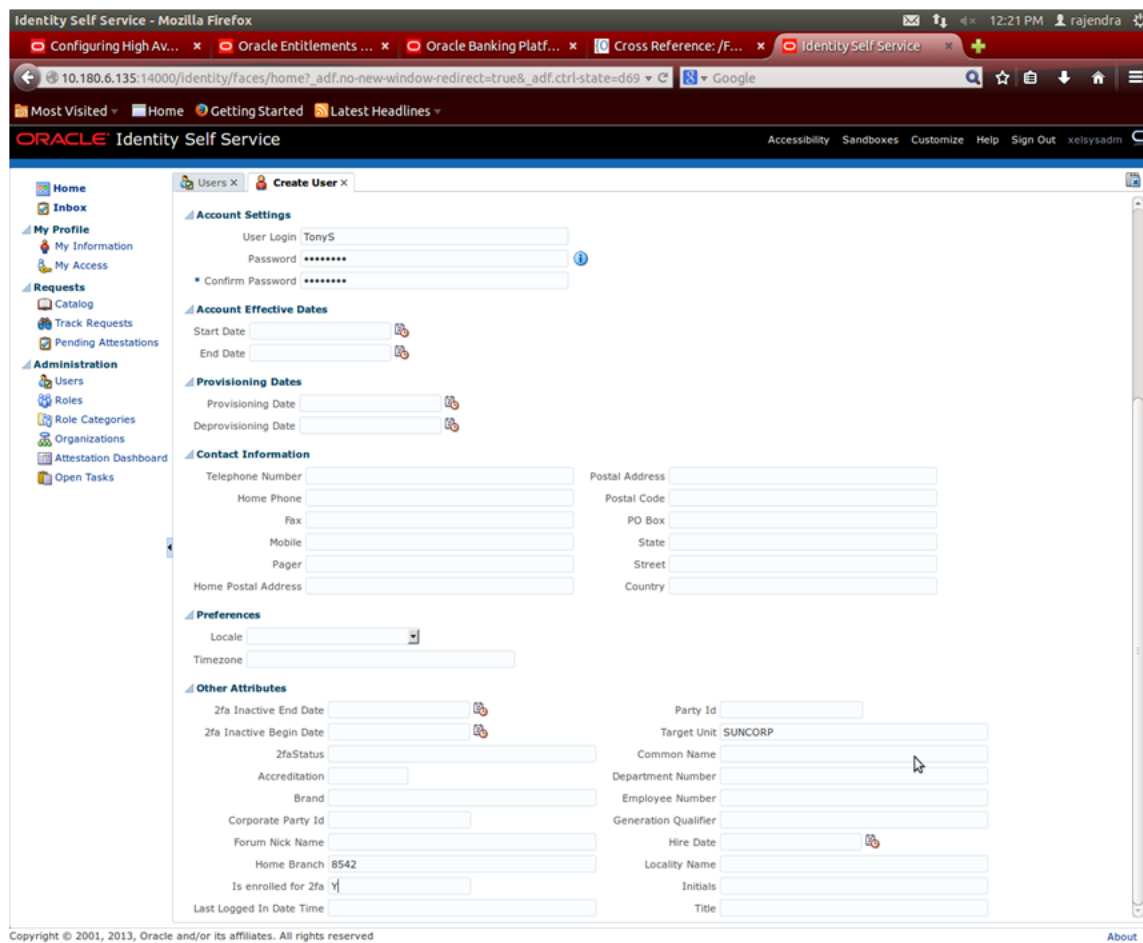 Identity Self Service - Mozilla Firefox
12:21 PM rajendra
Configuring High Av... × Oracle Entitlements ... × Oracle Banking Platf... × Cross Reference: /F... × Identity Self Service ×
10.180.6.135:14000/identity/faces/home?_adf.no-new-window-redirect=true&_adf.ctrl-state=d69 Google
Most Visited Home Getting Started Latest Headlines
ORACLE Identity Self Service
Accessibility Sandboxes Customize Help Sign Out xelsysadm
Home
Inbox
My Profile
My Information
My Access
Requests
Catalog
Track Requests
Pending Attestations
Administration
Users
Roles
Role Categories
Organizations
Attestation Dashboard
Open Tasks
Users × Create User ×
Account Settings
User Login TonyS
Password ••••••••
* Confirm Password ••••••••
Account Effective Dates
Start Date
End Date
Provisioning Dates
Provisioning Date
Deprovisioning Date
Contact Information
Telephone Number
Home Phone
Fax
Mobile
Pager
Home Postal Address
Postal Address
Postal Code
PO Box
State
Street
Country
Preferences
Locale
Timezone
Other Attributes
2fa Inactive End Date
2fa Inactive Begin Date
2faStatus
Accreditation
Brand
Corporate Party Id
Forum Nick Name
Home Branch 8542
Is enrolled for 2fa Y
Last Logged In Date Time
Party Id
Target Unit SUNCORP
Common Name
Department Number
Employee Number
Generation Qualifier
Hire Date
Locality Name
Initials
Title
Copyright © 2001, 2013, Oracle and/or its affiliates. All rights reserved
About